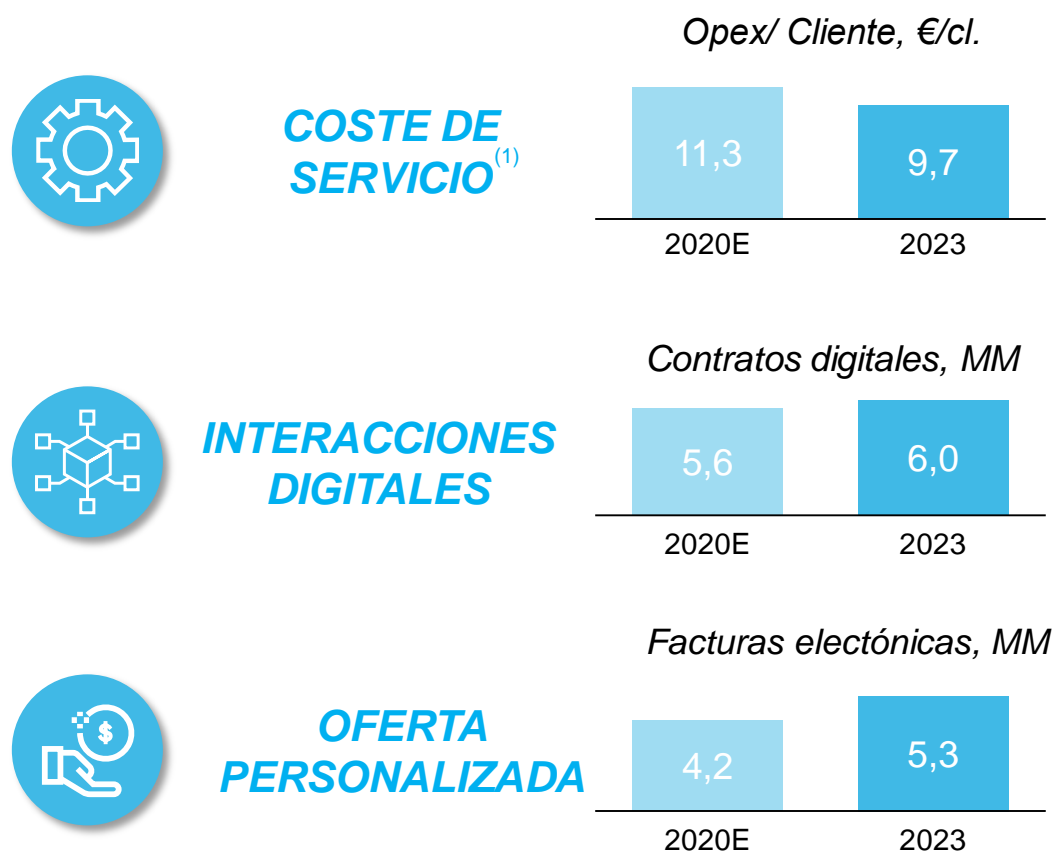 Opex/ Cliente, €/cl.
COSTE DE
SERVICIO(1)
11,3
9,7
2020E
2023
Contratos digitales, MM
INTERACCIONES
DIGITALES
5,6
6,0
2020E
2023
Facturas electónicas, MM
OFERTA
PERSONALIZADA
$
4,2
5,3
2020E
2023